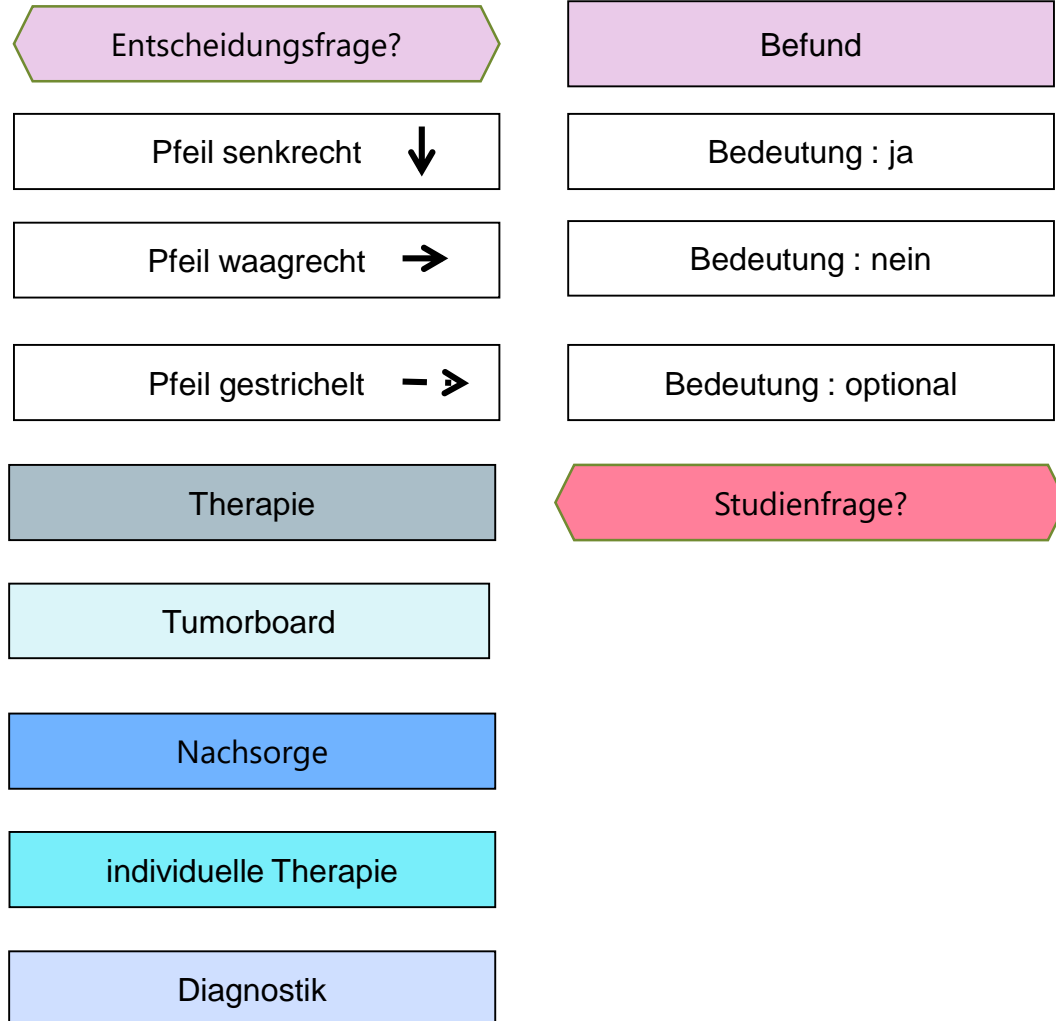 Entscheidungsfrage?
Befund
Pfeil senkrecht
Bedeutung : ja
Pfeil waagrecht
Bedeutung : nein
Pfeil gestrichelt
Bedeutung : optional
Therapie
Studienfrage?
Tumorboard
Nachsorge
individuelle Therapie
Diagnostik